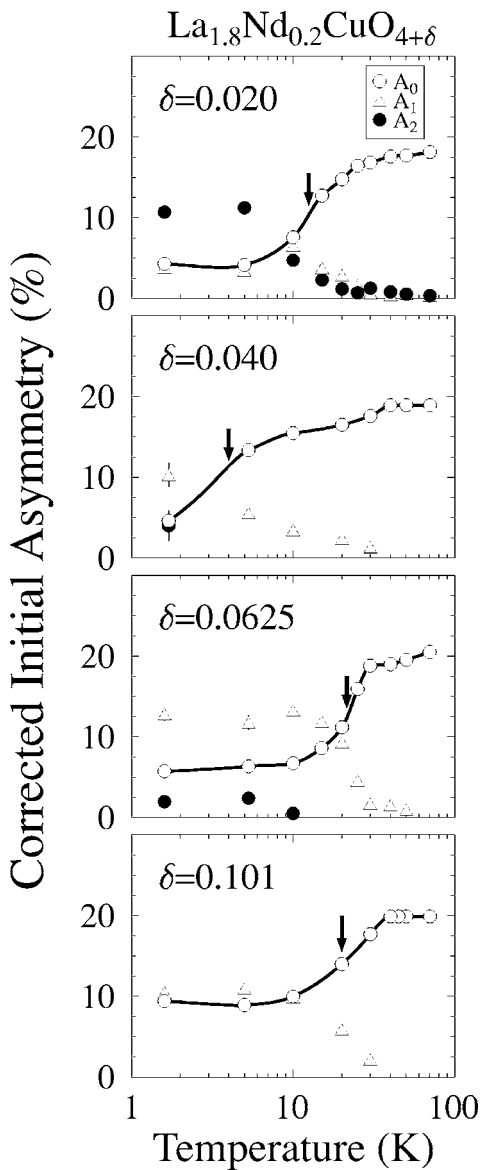 La1.8Nd0.2CuO4+δ
A0
A1
A2
δ=0.020
20
10
0
δ=0.040
20
10
0
δ=0.0625
20
10
0
δ=0.101
20
10
0
1
10
100
Corrected Initial Asymmetry (%)
Temperature (K)